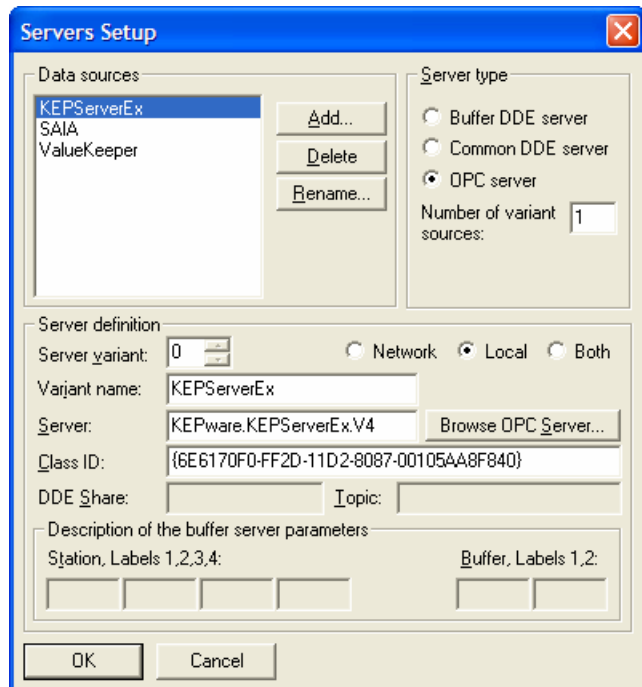 Servers Setup
Data sources
KEPServerEx
SAIA
ValueKeeper
Add...
Delete
Rename...
Server type
Buffer DDE server
Common DDE server
OPC server
Number of variant
sources:
1
Server definition
Server variant:
0
Network
Local
Both
Variant name:
KEPServerEx
Server:
KEPware.KEPServerEx.V4
Browse OPC Server...
Class ID:
{6E6170F0-FF2D-11D2-8087-00105AA8F840}
DDE Share:
Topic:
Description of the buffer server parameters
Station, Labels 1,2,3,4:
Buffer, Labels 1,2:
OK
Cancel